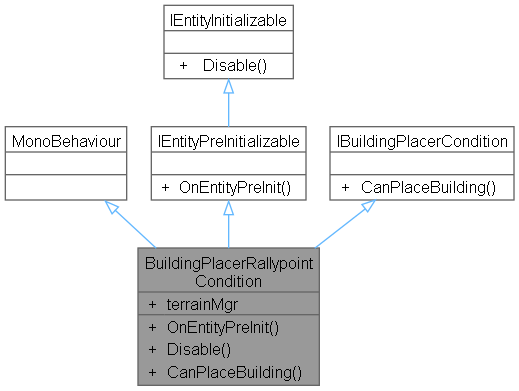 IEntityInitializable
+ Disable()
MonoBehaviour
IEntityPreInitializable
+ OnEntityPreInit()
IBuildingPlacerCondition
+ CanPlaceBuilding()
BuildingPlacerRallypoint
Condition
+ terrainMgr
+ OnEntityPreInit()
+ Disable()
+ CanPlaceBuilding()